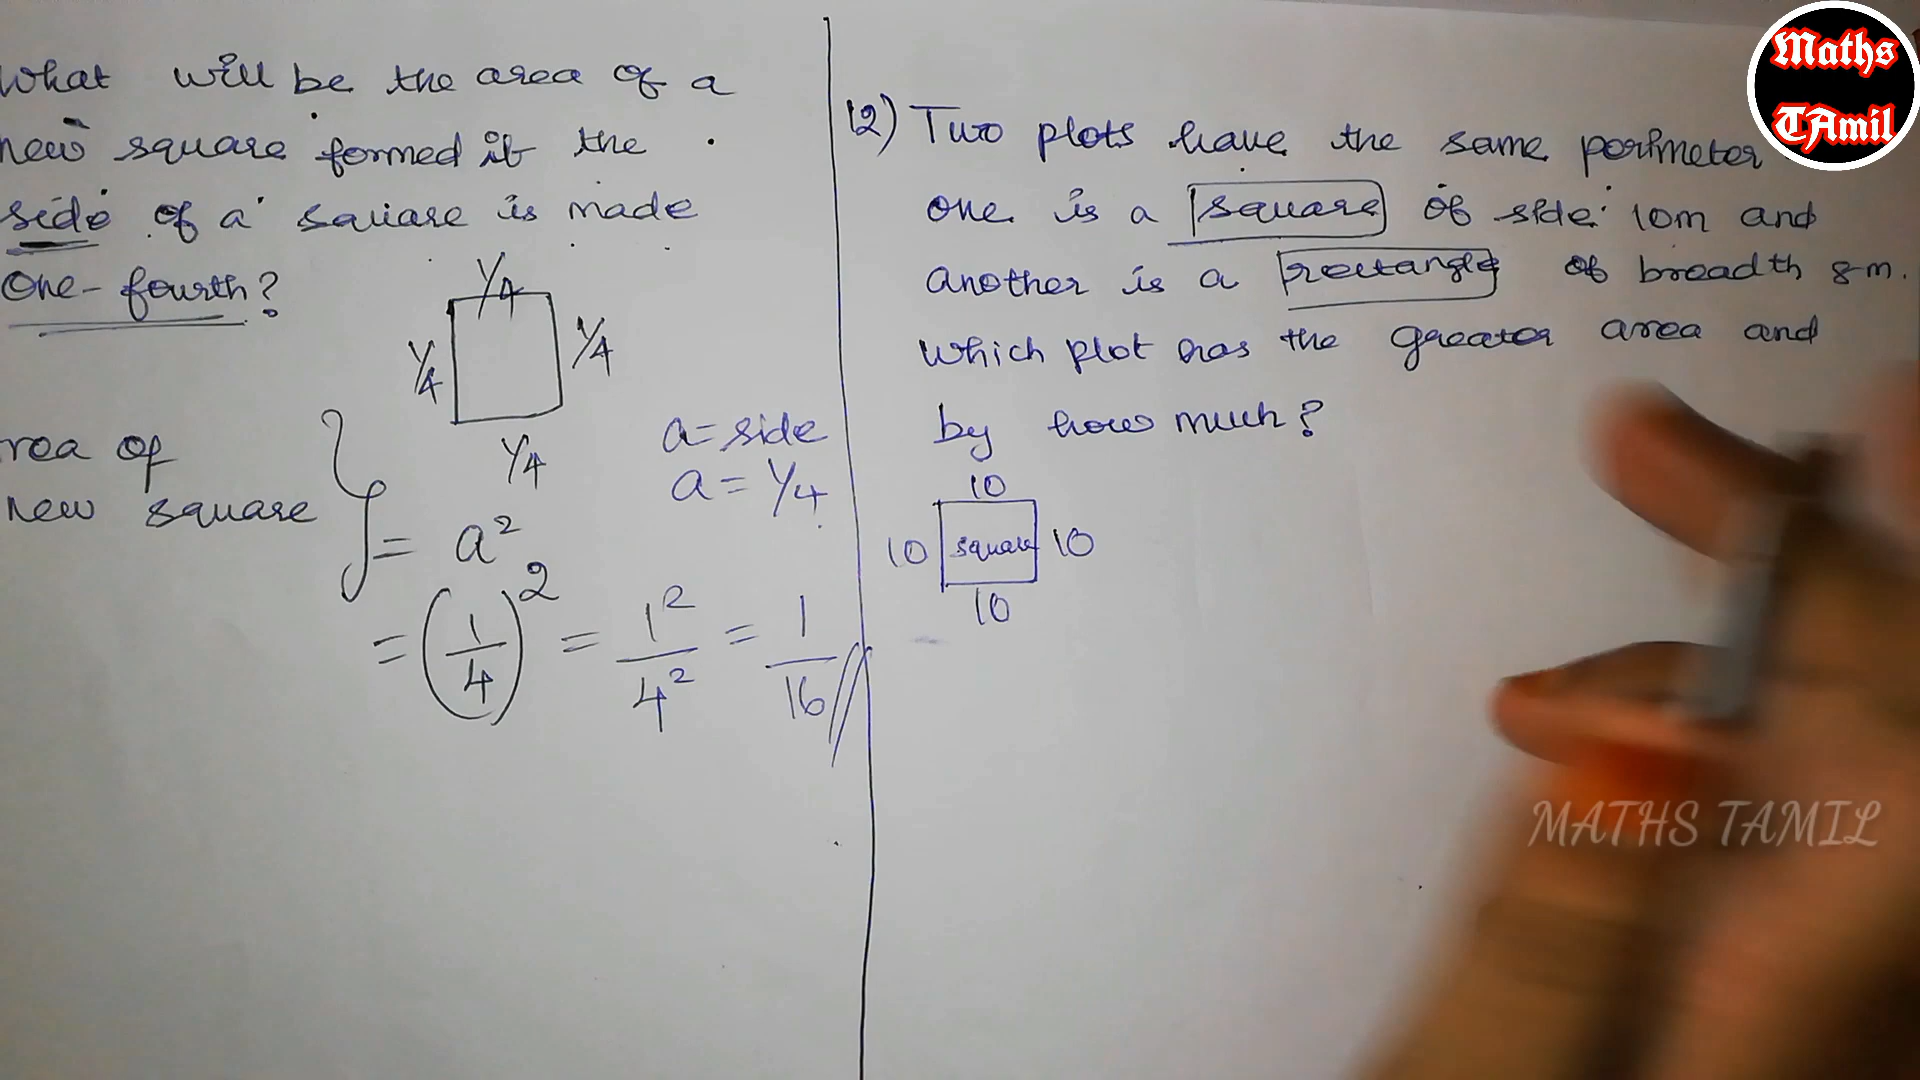 What will be the area of a
new square formed if the
side of a square is made
one-fourth?
1/4
1/4
1/4
1/4
a = side
a = 1/4
rea of
new square
= a²
= (1/4)² = 1²/4² = 1/16
12) Two plots have the same perimeter
one is a square of side 10m and
another is a rectangle of breadth 8m.
which plot has the greater area and
by how much?
10
10 square 10
10
Maths
TAmil
MATHS TAMIL